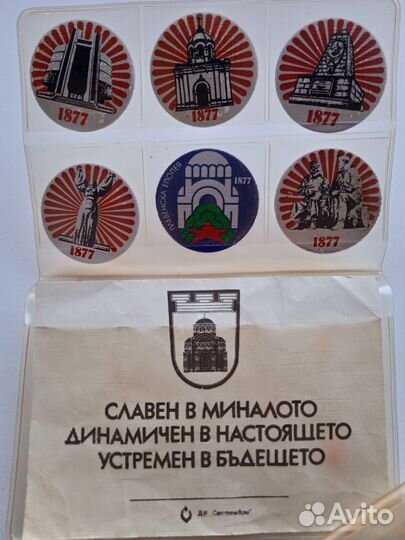 1877
1877
1877
1877
ПЛЕВЕНСКА ЕПОПЕЯ
1877
1877
СЛАВЕН В МИНАЛОТО
ДИНАМИЧЕН В НАСТОЯЩЕТО
УСТРЕМЕН В БЪДЕЩЕТО
ДИ „Септември"
Avito